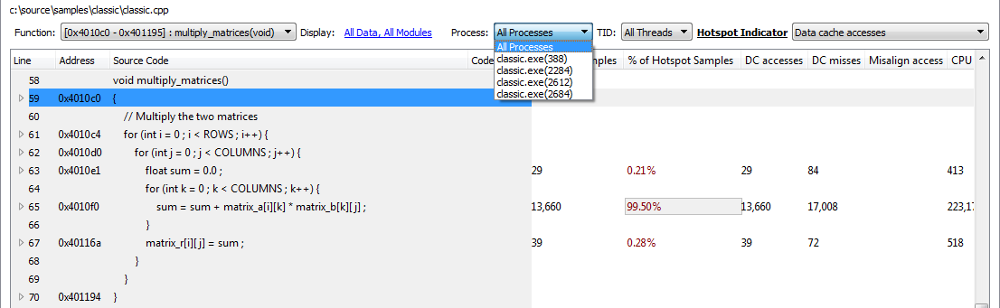 c:\source\samples\classic\classic.cpp
Function: [0x4010c0 - 0x401195] : multiply_matrices(void) Display: All Data, All Modules Process: All Processes TID: All Threads Hotspot Indicator Data cache accesses
All Processes
classic.exe(388)
classic.exe(2284)
classic.exe(2612)
classic.exe(2684)
Line Address Source Code Code % of Hotspot Samples DC accesses DC misses Misalign access CPU
58 void multiply_matrices()
59 0x4010c0 {
60 // Multiply the two matrices
61 0x4010c4 for (int i = 0 ; i < ROWS ; i++) {
62 0x4010d0 for (int j = 0 ; j < COLUMNS ; j++) {
63 0x4010e1 float sum = 0.0 ; 29 0.21% 29 84 413
64 for (int k = 0 ; k < COLUMNS ; k++) {
65 0x4010f0 sum = sum + matrix_a[i][k] * matrix_b[k][j] ; 13,660 99.50% 13,660 17,008 223,17
66 }
67 0x40116a matrix_r[i][j] = sum ; 39 0.28% 39 72 518
68 }
69 }
70 0x401194 }